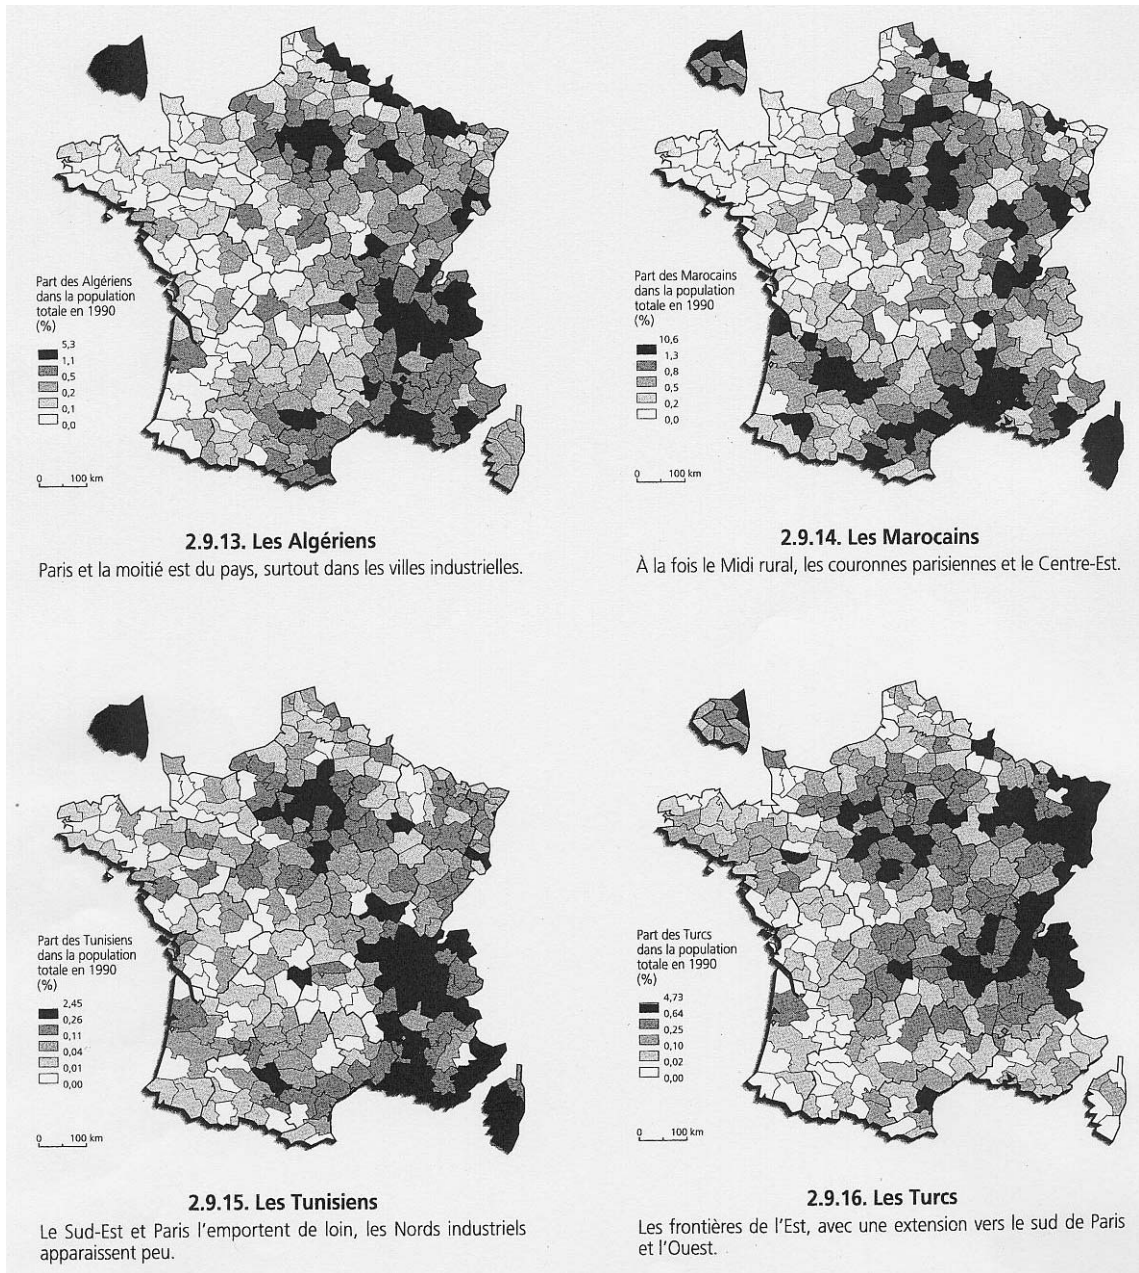 Part des Algériens
dans la population
totale en 1990
(%)
5,3
1,1
0,5
0,2
0,1
0,0
0 100 km
2.9.13. Les Algériens
Paris et la moitié est du pays, surtout dans les villes industrielles.
Part des Marocains
dans la population
totale en 1990
(%)
10,6
1,3
0,8
0,5
0,2
0,0
0 100 km
2.9.14. Les Marocains
À la fois le Midi rural, les couronnes parisiennes et le Centre-Est.
Part des Tunisiens
dans la population
totale en 1990
(%)
2,45
0,26
0,11
0,04
0,01
0,00
0 100 km
2.9.15. Les Tunisiens
Le Sud-Est et Paris l'emportent de loin, les Nords industriels
apparaissent peu.
Part des Turcs
dans la population
totale en 1990
(%)
4,73
0,64
0,25
0,10
0,02
0,00
0 100 km
2.9.16. Les Turcs
Les frontières de l'Est, avec une extension vers le sud de Paris
et l'Ouest.